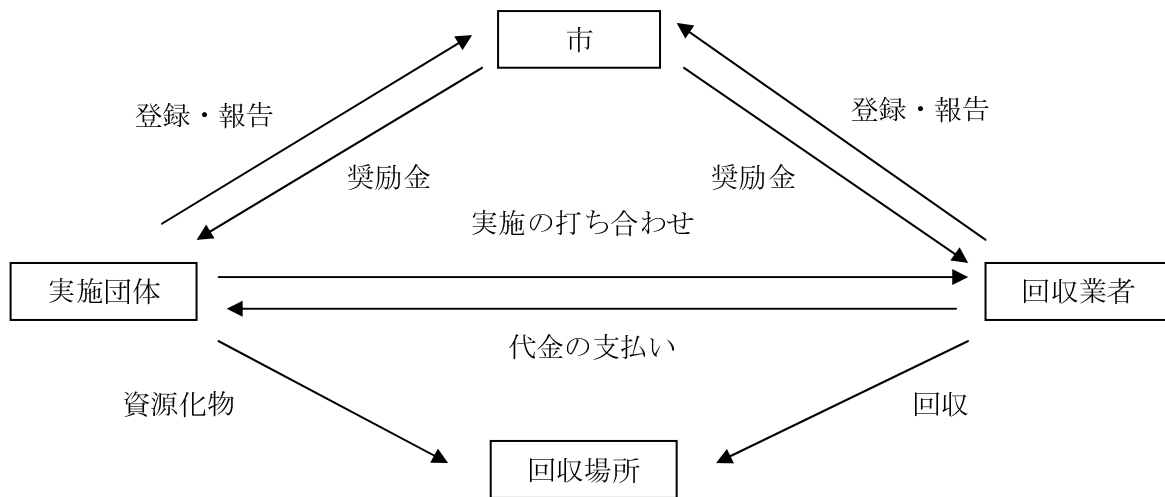 市
登録・報告
登録・報告
奨励金
奨励金
実施の打ち合わせ
実施団体
回収業者
代金の支払い
資源化物
回収
回収場所